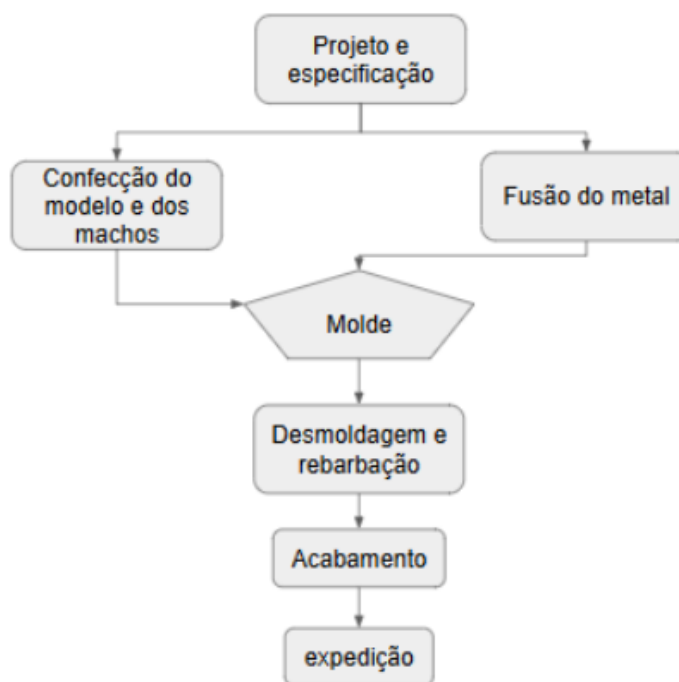 Projeto e
especificação
Confecção do
modelo e dos
machos
Fusão do metal
Molde
Desmoldagem e
rebarbação
Acabamento
expedição